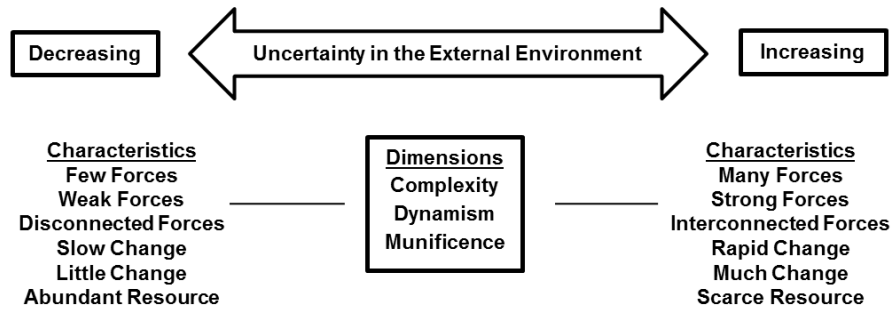 Decreasing
Uncertainty in the External Environment
Increasing
Characteristics
Few Forces
Weak Forces
Disconnected Forces
Slow Change
Little Change
Abundant Resource
Dimensions
Complexity
Dynamism
Munificence
Characteristics
Many Forces
Strong Forces
Interconnected Forces
Rapid Change
Much Change
Scarce Resource